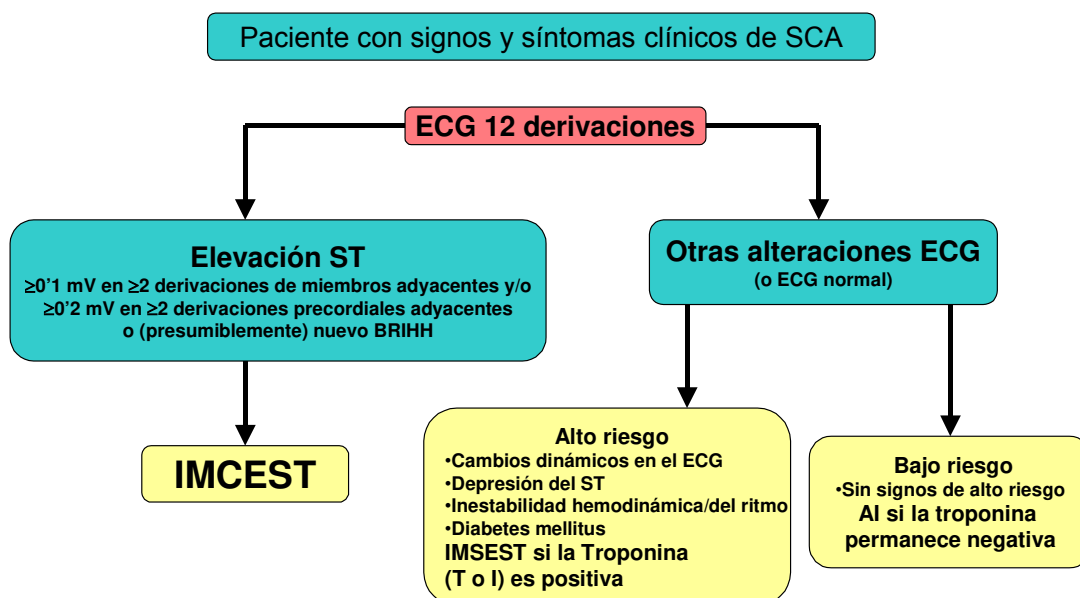 Paciente con signos y síntomas clínicos de SCA
ECG 12 derivaciones
Elevación ST
≥0'1 mV en ≥2 derivaciones de miembros adyacentes y/o
≥0'2 mV en ≥2 derivaciones precordiales adyacentes
o (presumiblemente) nuevo BRIHH
Otras alteraciones ECG
(o ECG normal)
IMCEST
Alto riesgo
•Cambios dinámicos en el ECG
•Depresión del ST
•Inestabilidad hemodinámica/del ritmo
•Diabetes mellitus
IMSEST si la Troponina
(T o I) es positiva
Bajo riesgo
•Sin signos de alto riesgo
AI si la troponina
permanece negativa